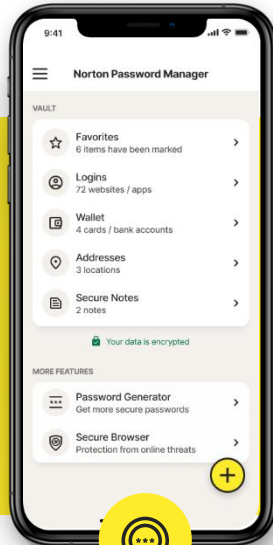 9:41
Norton Password Manager
VAULT
Favorites
6 items have been marked
Logins
72 websites / apps
Wallet
4 cards / bank accounts
Addresses
3 locations
Secure Notes
2 notes
Your data is encrypted
MORE FEATURES
Password Generator
Get more secure passwords
Secure Browser
Protection from online threats